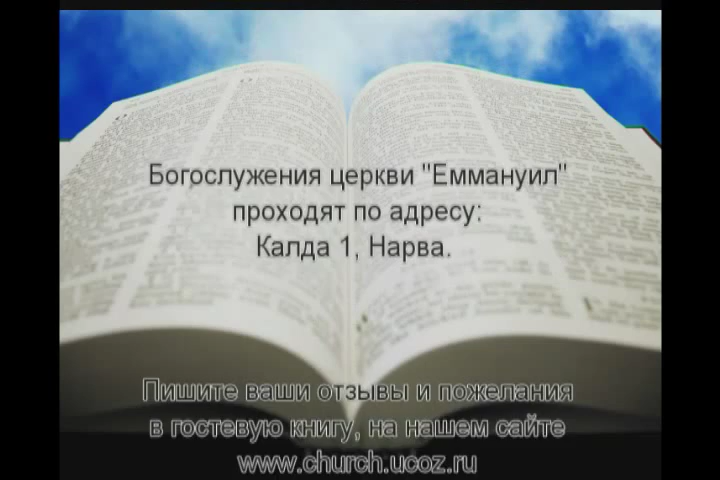 Богослужения церкви "Еммануил"
проходят по адресу:
Калда 1, Нарва.
Пишите ваши отзывы и пожелания
в гостевую книгу, на нашем сайте
www.church.ucoz.ru